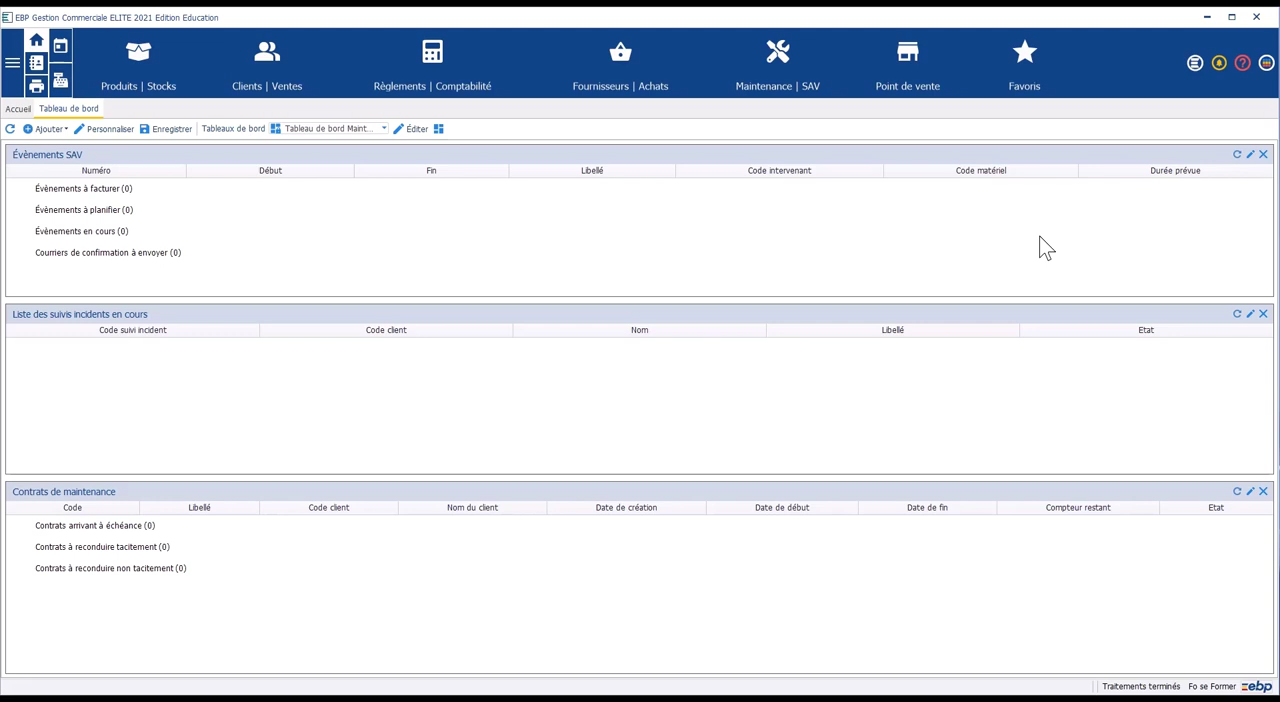 EBP Gestion Commerciale ELITE 2021 Edition Education
Produits | Stocks
Clients | Ventes
Règlements | Comptabilité
Fournisseurs | Achats
Maintenance | SAV
Point de vente
Favoris
Accueil Tableau de bord
Ajouter Personnaliser Enregistrer Tableaux de bord Tableau de bord Maint... Éditer
Évènements SAV
Numéro Début Fin Libellé Code intervenant Code matériel Durée prévue
Évènements à facturer (0)
Évènements à planifier (0)
Évènements en cours (0)
Courriers de confirmation à envoyer (0)
Liste des suivis incidents en cours
Code suivi incident Code client Nom Libellé Etat
Contrats de maintenance
Code Libellé Code client Nom du client Date de création Date de début Date de fin Compteur restant Etat
Contrats arrivant à échéance (0)
Contrats à reconduire tacitement (0)
Contrats à reconduire non tacitement (0)
Traitements terminés Fo se Former ebp